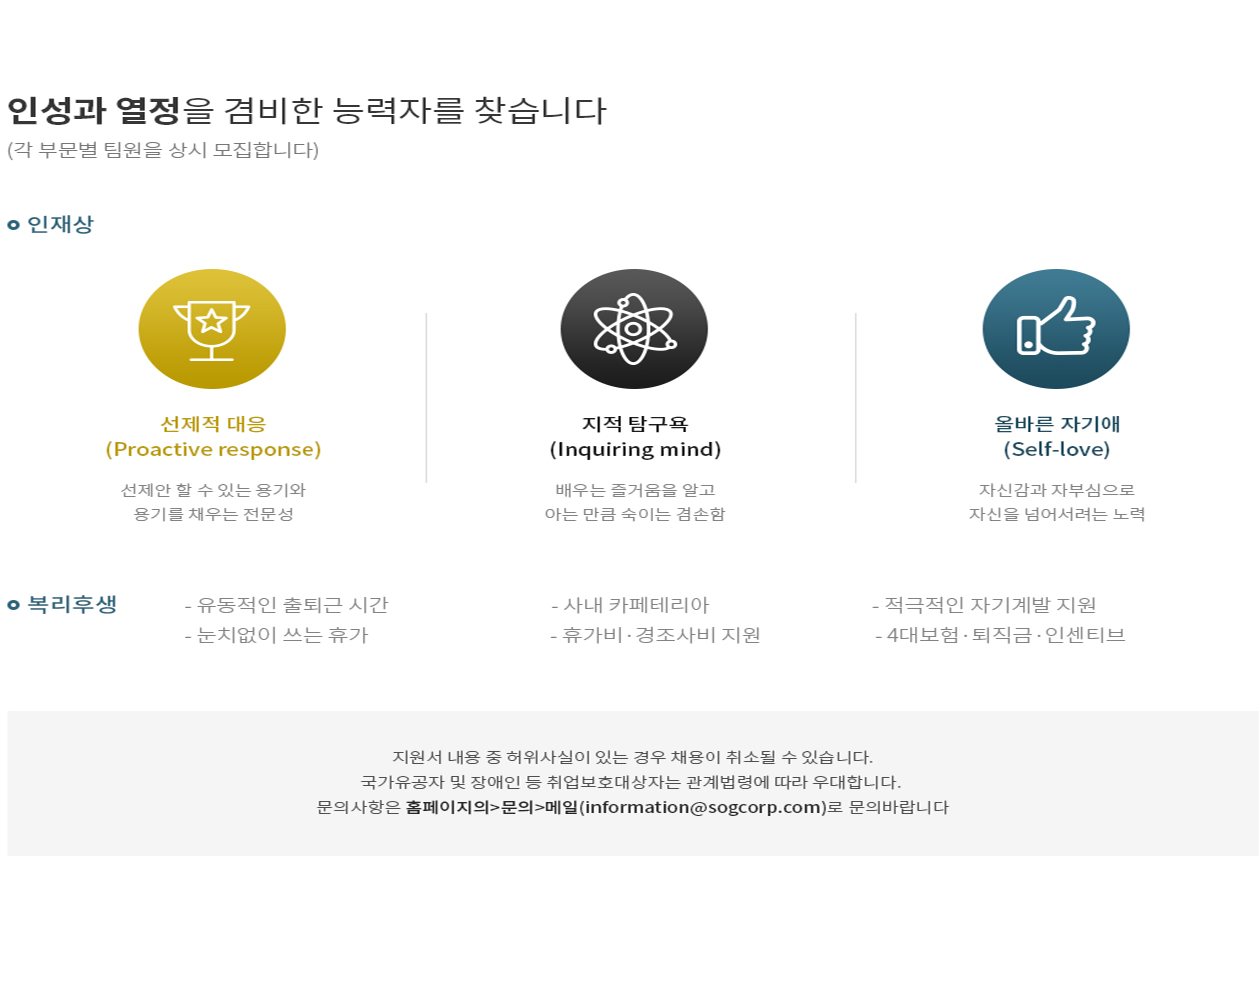 인성과 열정을 겸비한 능력자를 찾습니다
(각 부문별 팀원을 상시 모집합니다)
인재상
선제적 대응
(Proactive response)
선제안 할 수 있는 용기와
용기를 채우는 전문성
지적 탐구욕
(Inquiring mind)
배우는 즐거움을 알고
아는 만큼 숙이는 겸손함
올바른 자기애
(Self-love)
자신감과 자부심으로
자신을 넘어서려는 노력
복리후생
- 유동적인 출퇴근 시간
- 눈치없이 쓰는 휴가
- 사내 카페테리아
- 휴가비·경조사비 지원
- 적극적인 자기계발 지원
- 4대보험·퇴직금·인센티브
지원서 내용 중 허위사실이 있는 경우 채용이 취소될 수 있습니다.
국가유공자 및 장애인 등 취업보호대상자는 관계법령에 따라 우대합니다.
문의사항은 홈페이지의>문의>메일(information@sogcorp.com)로 문의바랍니다